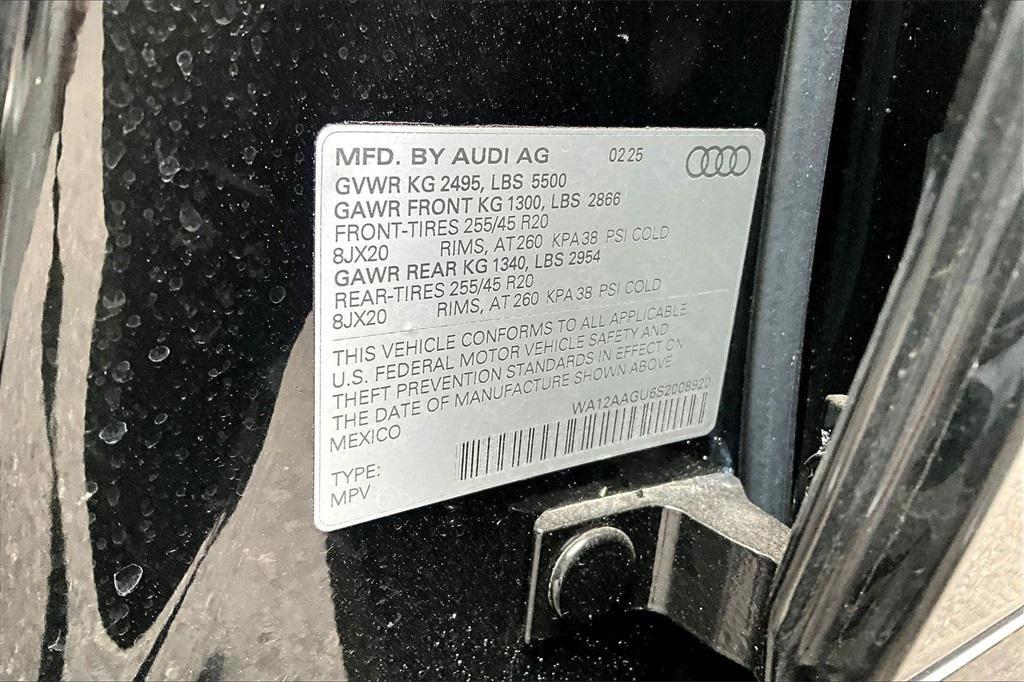 MFD. BY AUDI AG 02 25
GVWR KG 2495, LBS 5500
GAWR FRONT KG 1300, LBS 2866
FRONT-TIRES 255/45 R20
8JX20 RIMS, AT 260 KPA 38 PSI COLD
GAWR REAR KG 1340, LBS 2954
REAR-TIRES 255/45 R20
8JX20 RIMS, AT 260 KPA 38 PSI COLD
THIS VEHICLE CONFORMS TO ALL APPLICABLE
U.S. FEDERAL MOTOR VEHICLE SAFETY AND
THEFT PREVENTION STANDARDS IN EFFECT ON
THE DATE OF MANUFACTURE SHOWN ABOVE
MEXICO WA12AAGU6S2008920
TYPE:
MPV